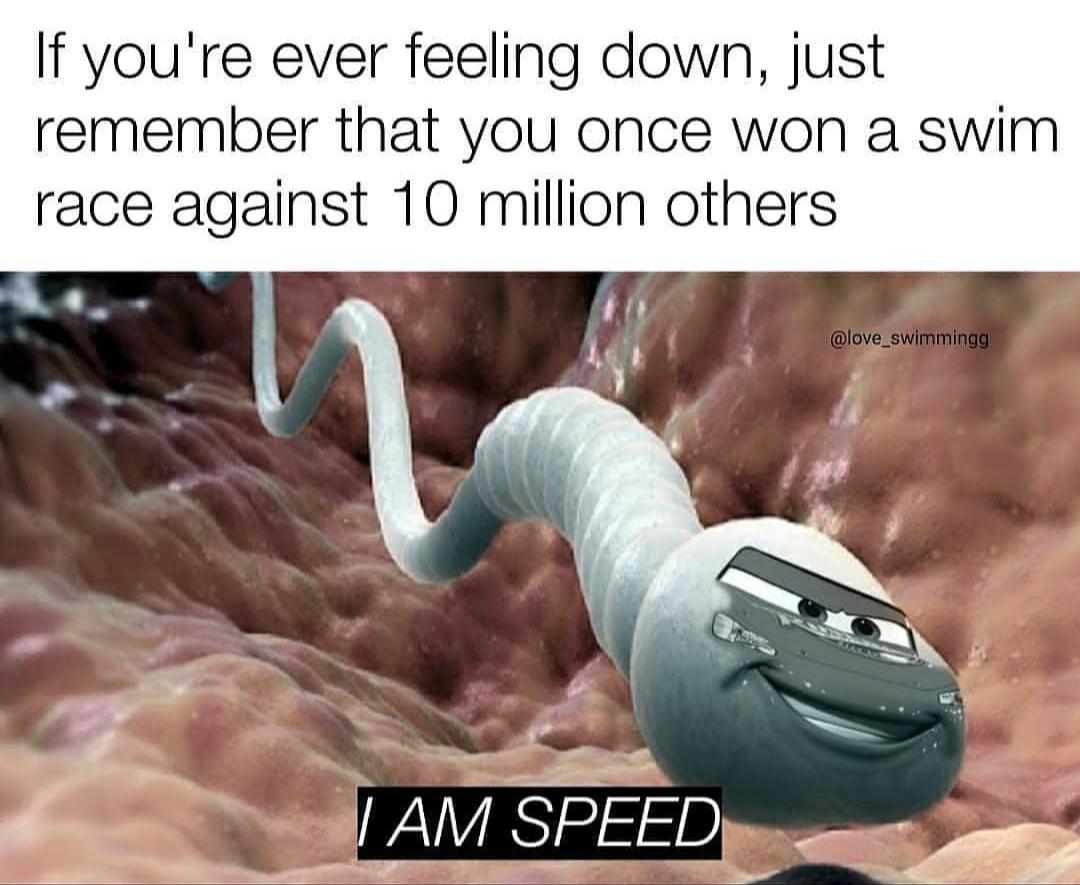 If you're ever feeling down, just
remember that you once won a swim
race against 10 million others
@love_swimmingg
I AM SPEED